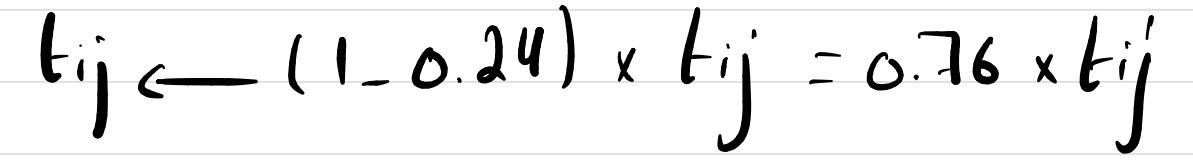 tij ← (1-0.24) x tij = 0.76 x tij